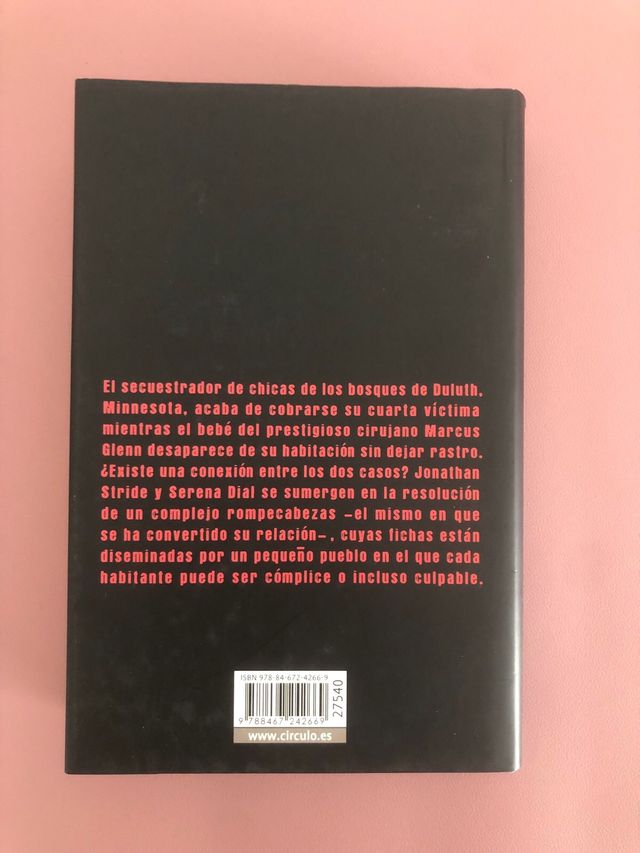 El secuestrador de chicas de los bosques de Duluth,
Minnesota, acaba de cobrarse su cuarta víctima
mientras el bebé del prestigioso cirujano Marcus
Glenn desaparece de su habitación sin dejar rastro.
¿Existe una conexión entre los dos casos? Jonathan
Stride y Serena Dial se sumergen en la resolución
de un complejo rompecabezas –el mismo en que
se ha convertido su relación– , cuyas fichas están
diseminadas por un pequeño pueblo en el que cada
habitante puede ser cómplice o incluso culpable.
ISBN 978-84-672-4266-9
27540
9 788467 242669
www.circulo.es